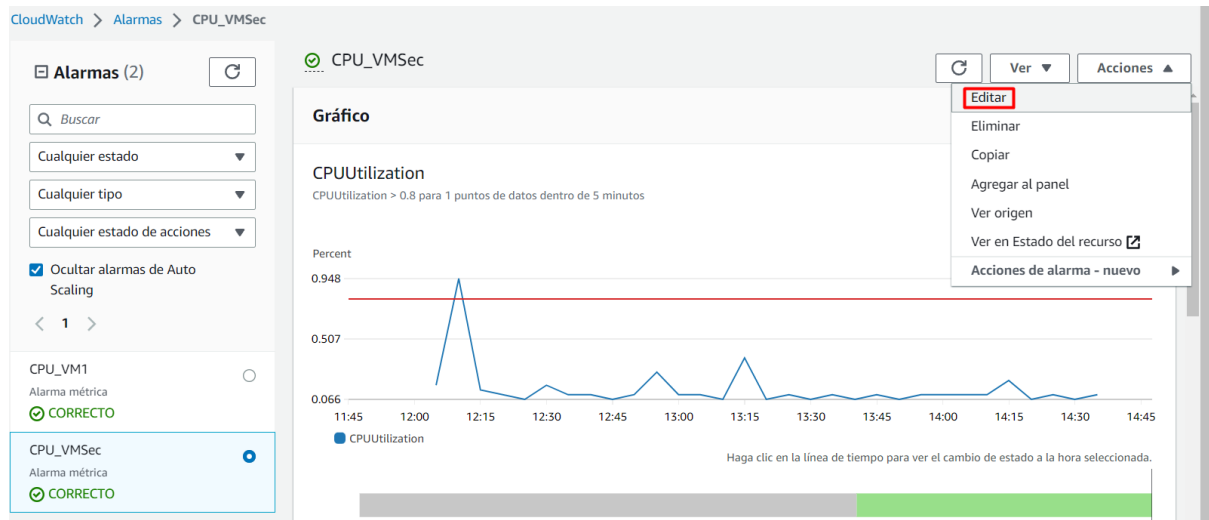 CloudWatch > Alarmas > CPU_VMSec
Alarmas (2)
Buscar
Cualquier estado
Cualquier tipo
Cualquier estado de acciones
Ocultar alarmas de Auto
Scaling
< 1 >
CPU_VM1
Alarma métrica
CORRECTO
CPU_VMSec
Alarma métrica
CORRECTO
CPU_VMSec
Ver
Acciones
Editar
Eliminar
Copiar
Agregar al panel
Ver origen
Ver en Estado del recurso
Acciones de alarma - nuevo
Gráfico
CPUUtilization
CPUUtilization > 0.8 para 1 puntos de datos dentro de 5 minutos
Percent
0.948
0.507
0.066
11:45 12:00 12:15 12:30 12:45 13:00 13:15 13:30 13:45 14:00 14:15 14:30 14:45
CPUUtilization
Haga clic en la línea de tiempo para ver el cambio de estado a la hora seleccionada.